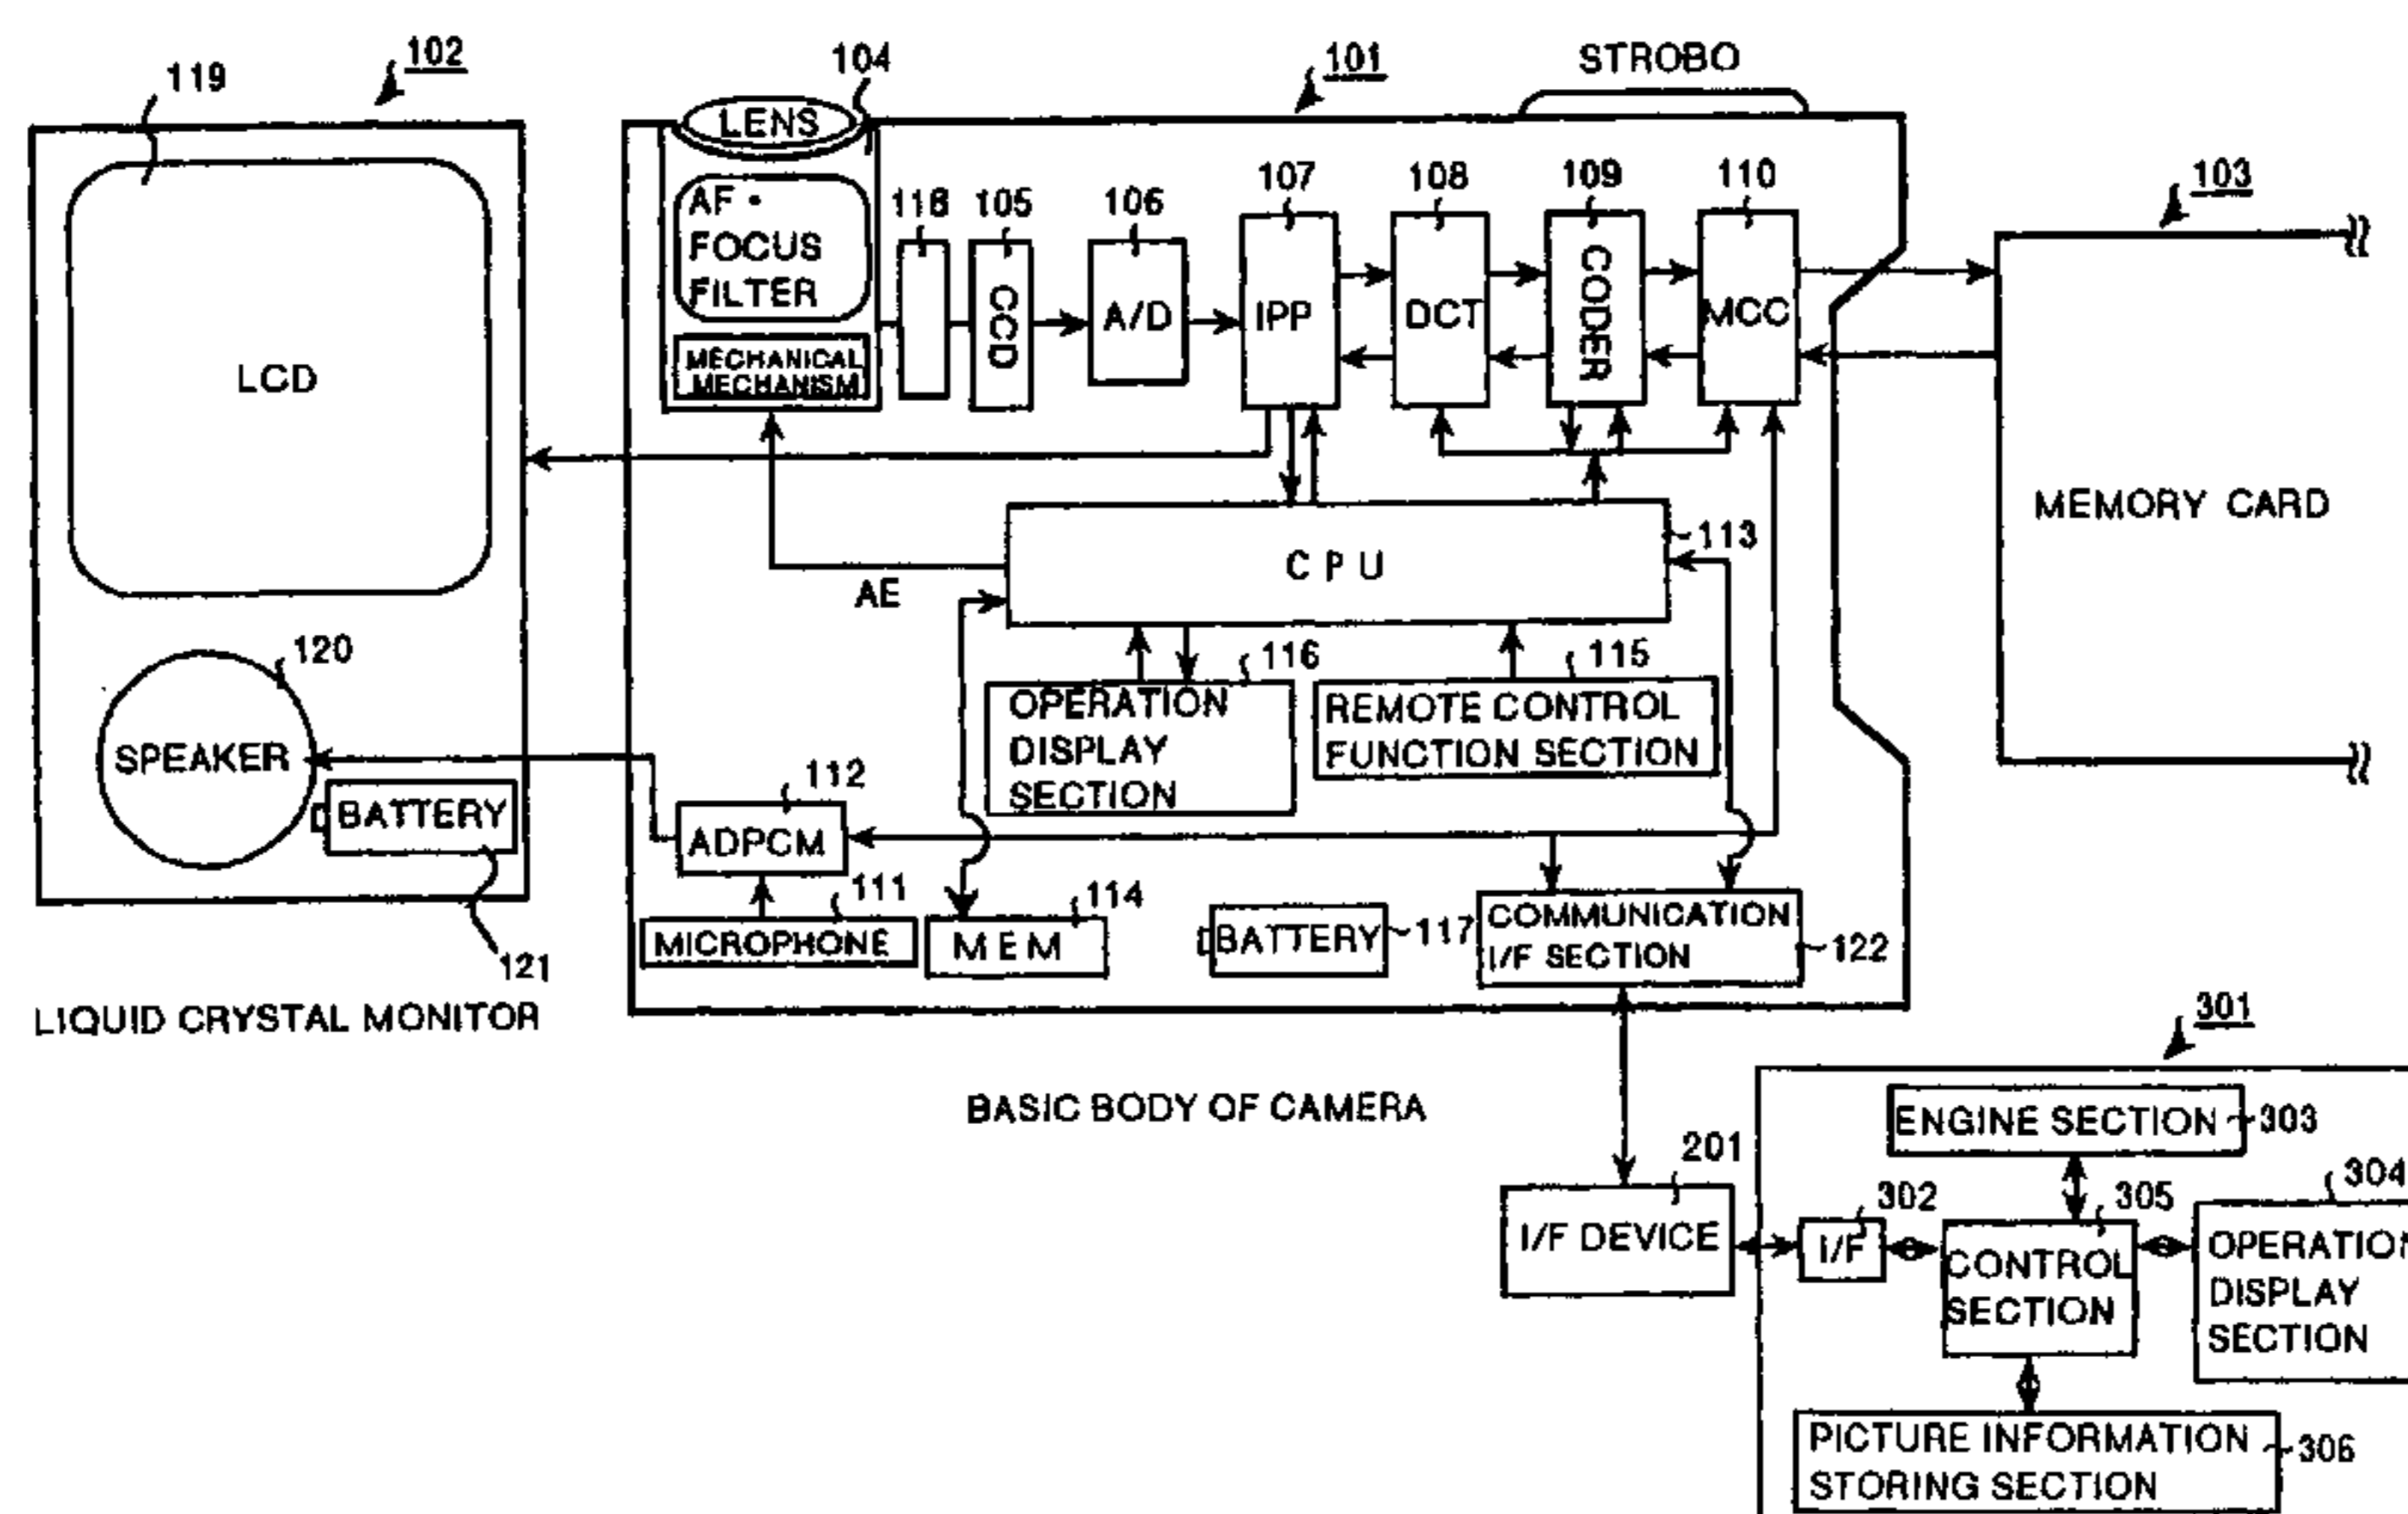 102
119
LCD
120
SPEAKER
BATTERY
121
LIQUID CRYSTAL MONITOR
104
101
STROBO
LENS
AF •
FOCUS
FILTER
MECHANICAL
MECHANISM
118
105
CCD
106
A/D
107
IPP
108
DCT
109
CODER
110
MCC
103
MEMORY CARD
113
CPU
AE
116
OPERATION
DISPLAY
SECTION
115
REMOTE CONTROL
FUNCTION SECTION
112
ADPCM
111
MICROPHONE
114
MEM
BATTERY
117
COMMUNICATION
I/F SECTION
122
BASIC BODY OF CAMERA
201
I/F DEVICE
301
ENGINE SECTION
303
302
I/F
305
CONTROL
SECTION
304
OPERATION
DISPLAY
SECTION
PICTURE INFORMATION
STORING SECTION
306